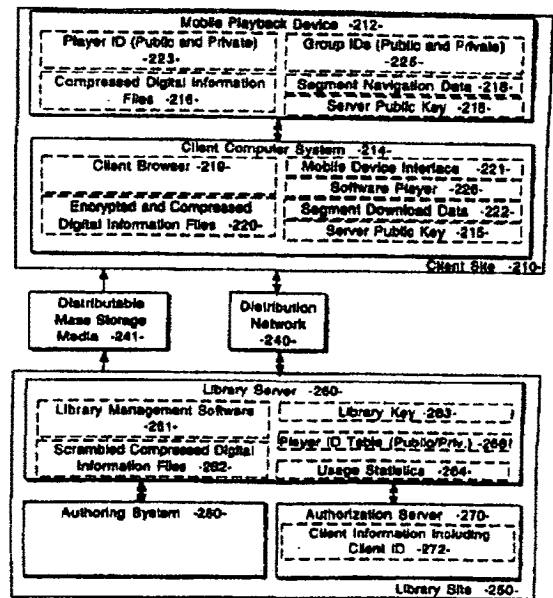 Mobile Playback Device -212-
Player ID (Public and Private)
-223-
Group IDs (Public and Private)
-225-
Compressed Digital Information
Files -216-
Segment Navigation Data -218-
Server Public Key -215-
Client Computer System -214-
Client Browser -219-
Mobile Device Interface -221-
Software Player -226-
Encrypted and Compressed
Digital Information Files -220-
Segment Download Data -222-
Server Public Key -215-
Client Site -210-
Distributable
Mass Storage
Media -241-
Distribution
Network
-240-
Library Server -260-
Library Management Software
-261-
Library Key -263-
Player ID Table (Public/Priv.)
Scrambled Compressed Digital
Information Files -262-
Usage Statistics -264-
Authoring System -280-
Authorization Server -270-
Client Information Including
Client ID -272-
Library Site -250-